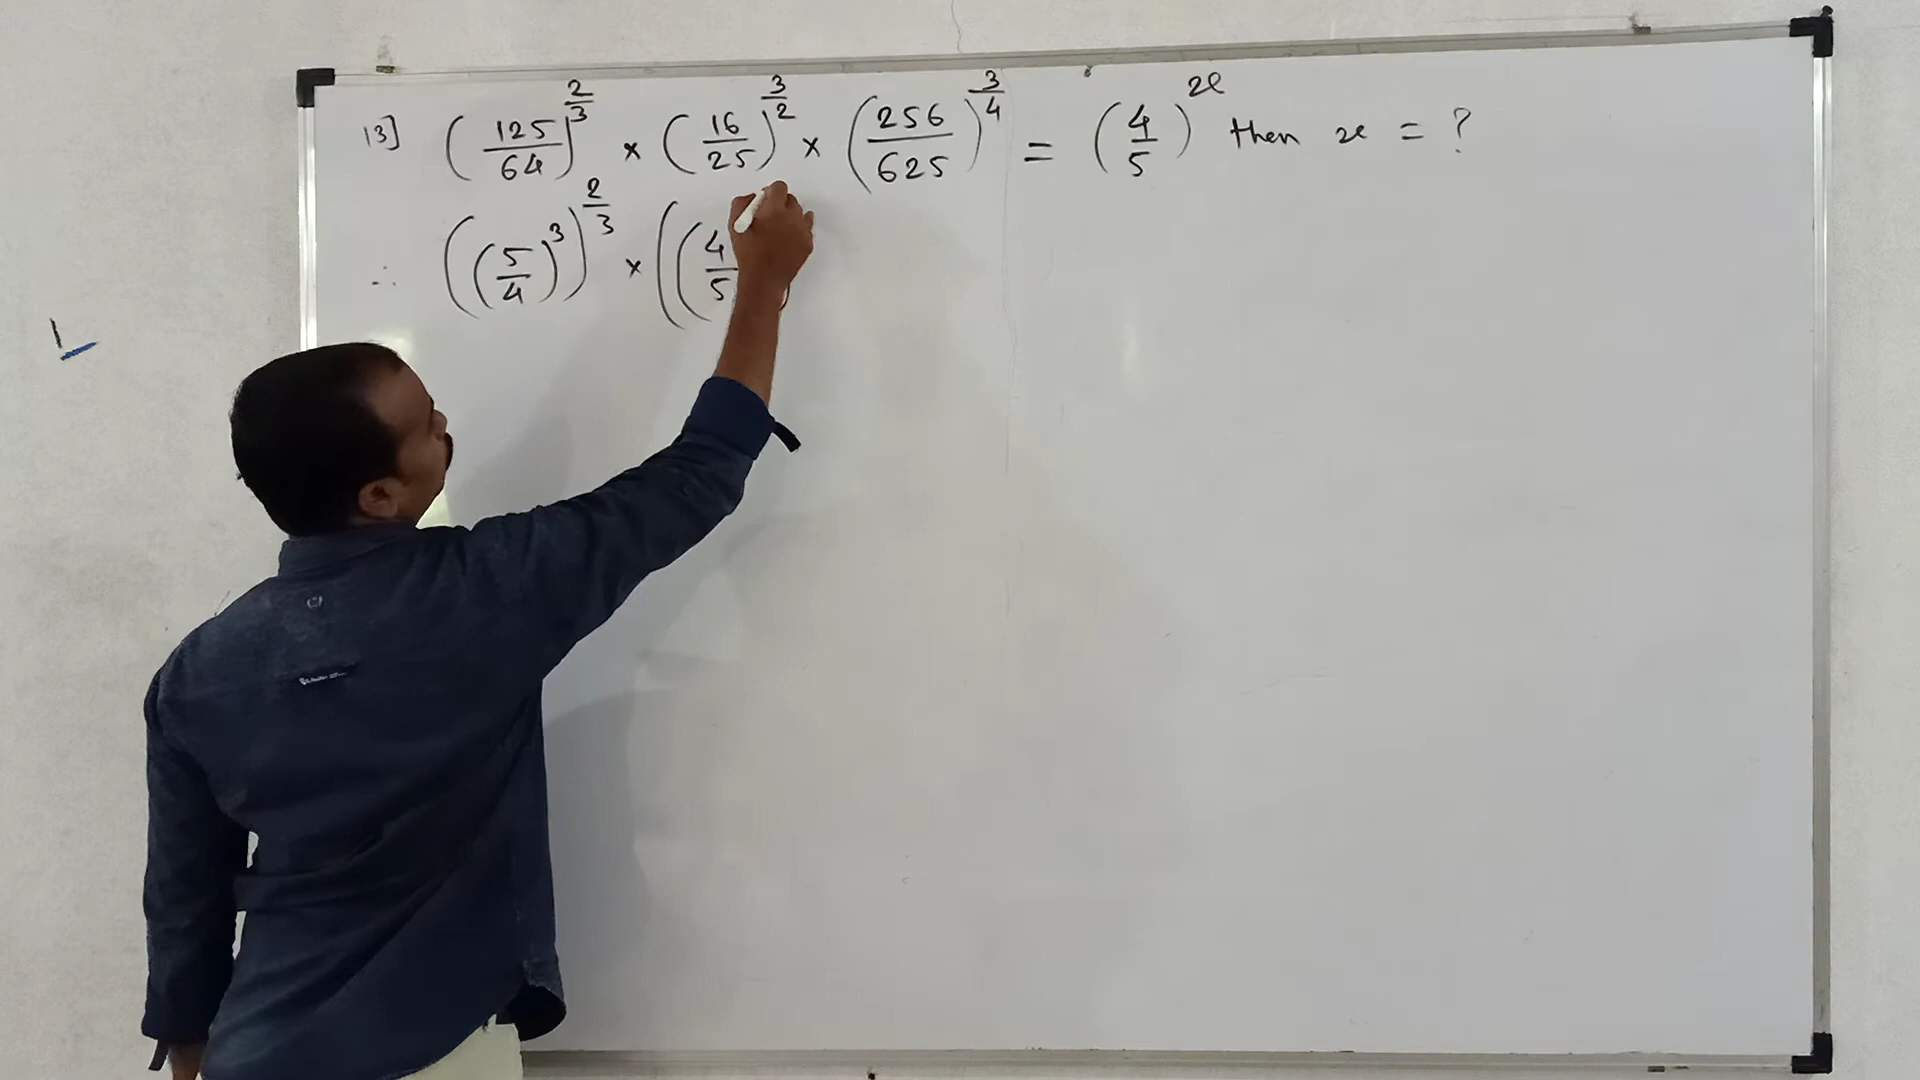 13] (125/64)^(2/3) × (16/25)^(3/2) × (256/625)^(3/4) = (4/5)^x then x = ?
∴ ((5/4)^3)^(2/3) × ((4/5